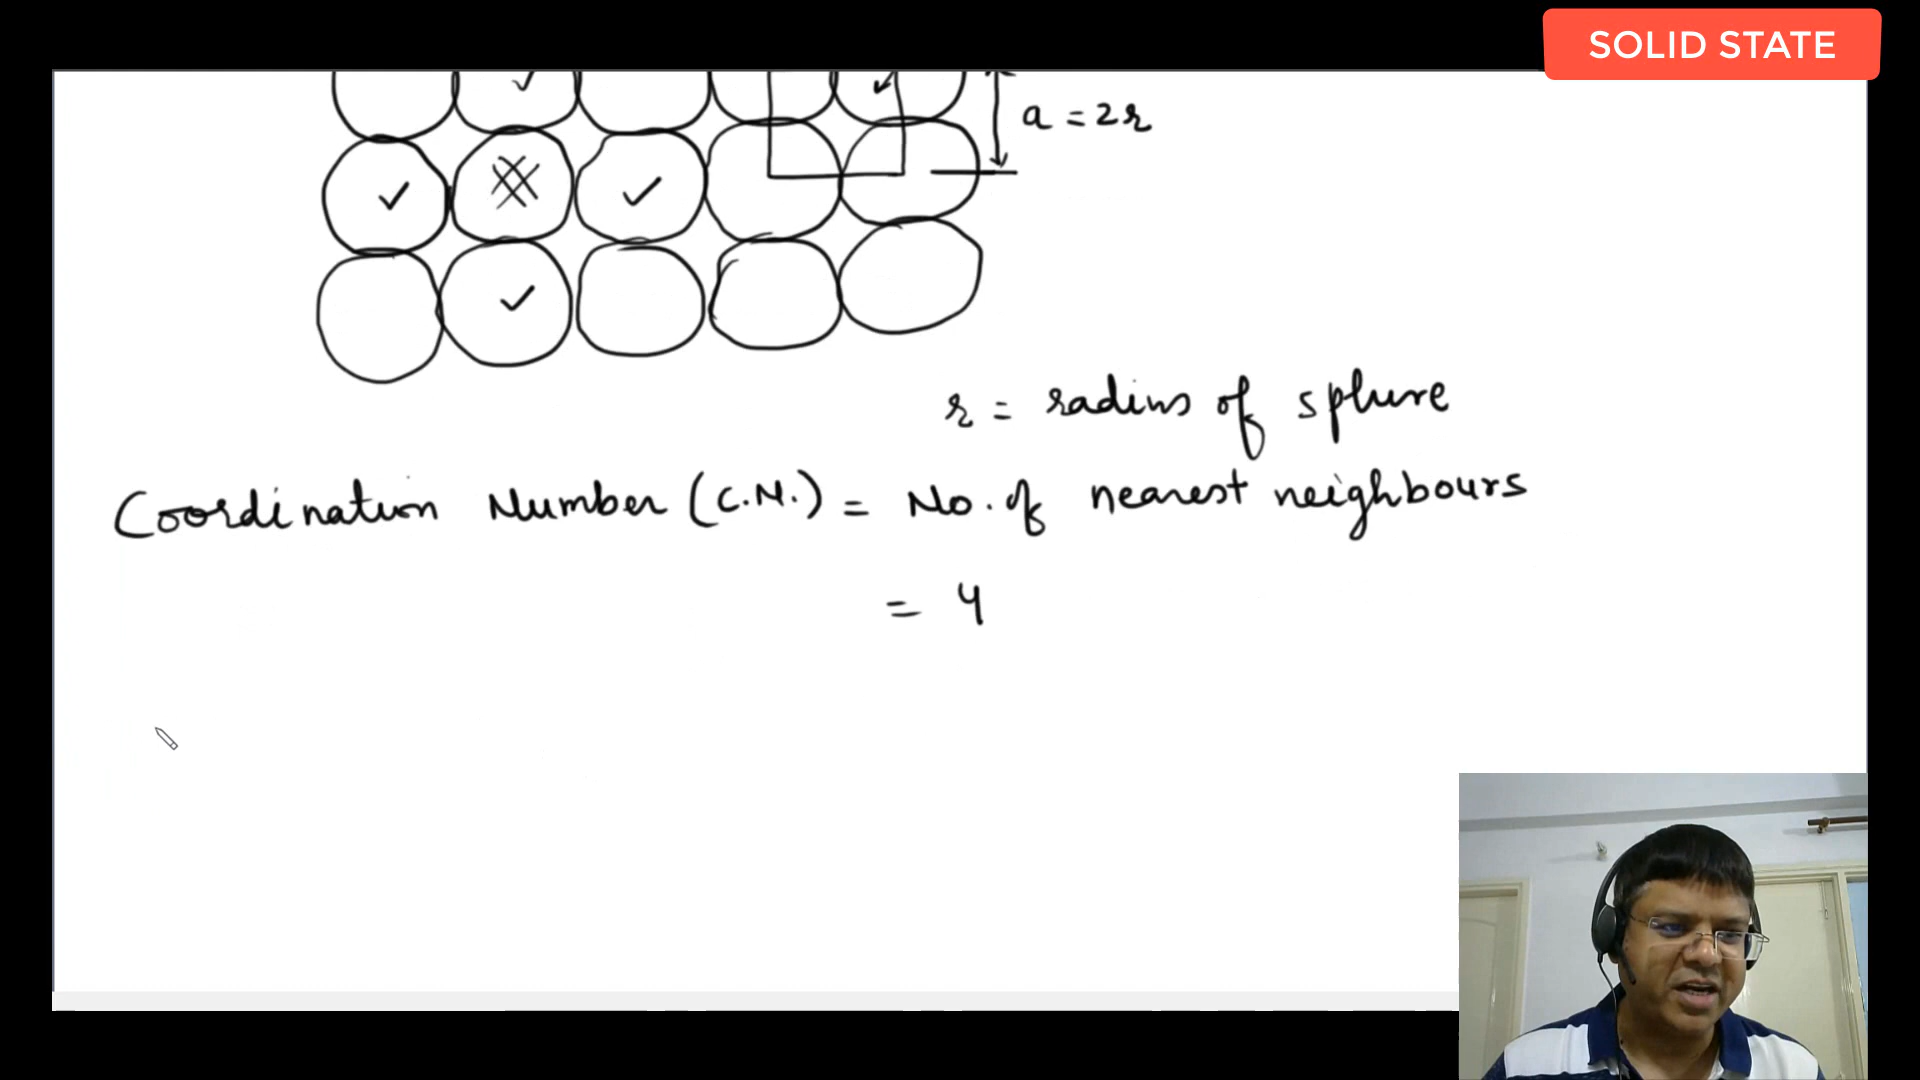 SOLID STATE
a = 2r
r = radius of sphere
Coordination Number (C.N.) = No. of nearest neighbours
= 4